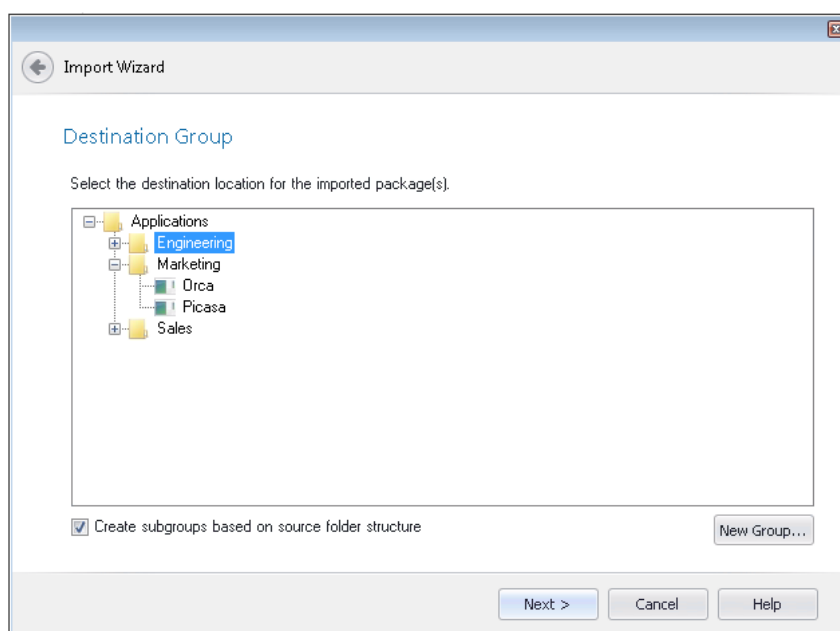 Import Wizard
Destination Group
Select the destination location for the imported package(s).
Applications
Engineering
Marketing
Orca
Picasa
Sales
Create subgroups based on source folder structure
New Group...
Next >
Cancel
Help